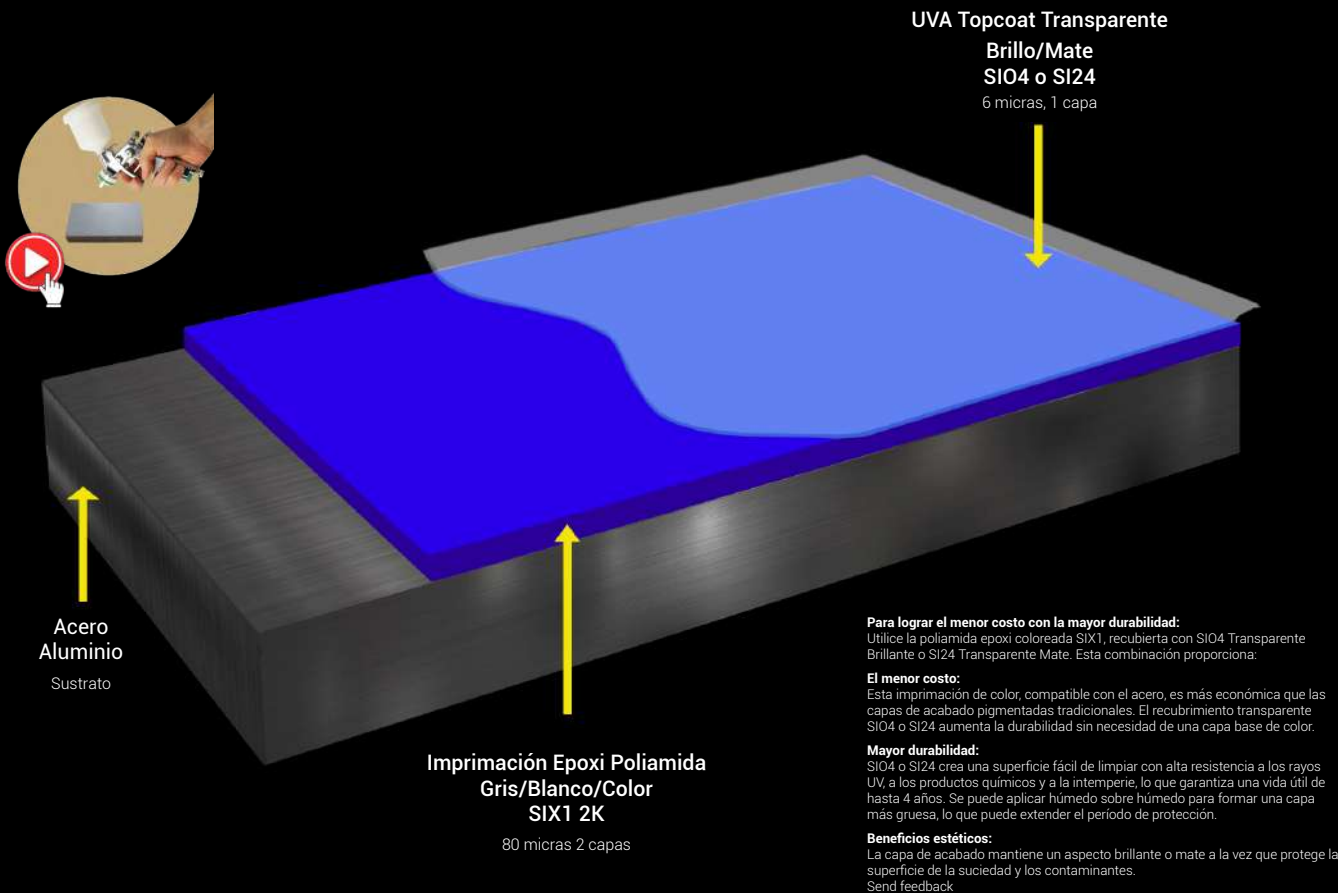 UVA Topcoat Transparente
Brillo/Mate
SIO4 o SI24
6 micras, 1 capa
Acero
Aluminio
Sustrato
Imprimación Epoxi Poliamida
Gris/Blanco/Color
SIX1 2K
80 micras 2 capas
Para lograr el menor costo con la mayor durabilidad:
Utilice la poliamida epoxi coloreada SIX1, recubierta con SIO4 Transparente
Brillante o SI24 Transparente Mate. Esta combinación proporciona:
El menor costo:
Esta imprimación de color, compatible con el acero, es más económica que las
capas de acabado pigmentadas tradicionales. El recubrimiento transparente
SIO4 o SI24 aumenta la durabilidad sin necesidad de una capa base de color.
Mayor durabilidad:
SIO4 o SI24 crea una superficie fácil de limpiar con alta resistencia a los rayos
UV, a los productos químicos y a la intemperie, lo que garantiza una vida útil de
hasta 4 años. Se puede aplicar húmedo sobre húmedo para formar una capa
más gruesa, lo que puede extender el período de protección.
Beneficios estéticos:
La capa de acabado mantiene un aspecto brillante o mate a la vez que protege la
superficie de la suciedad y los contaminantes.
Send feedback